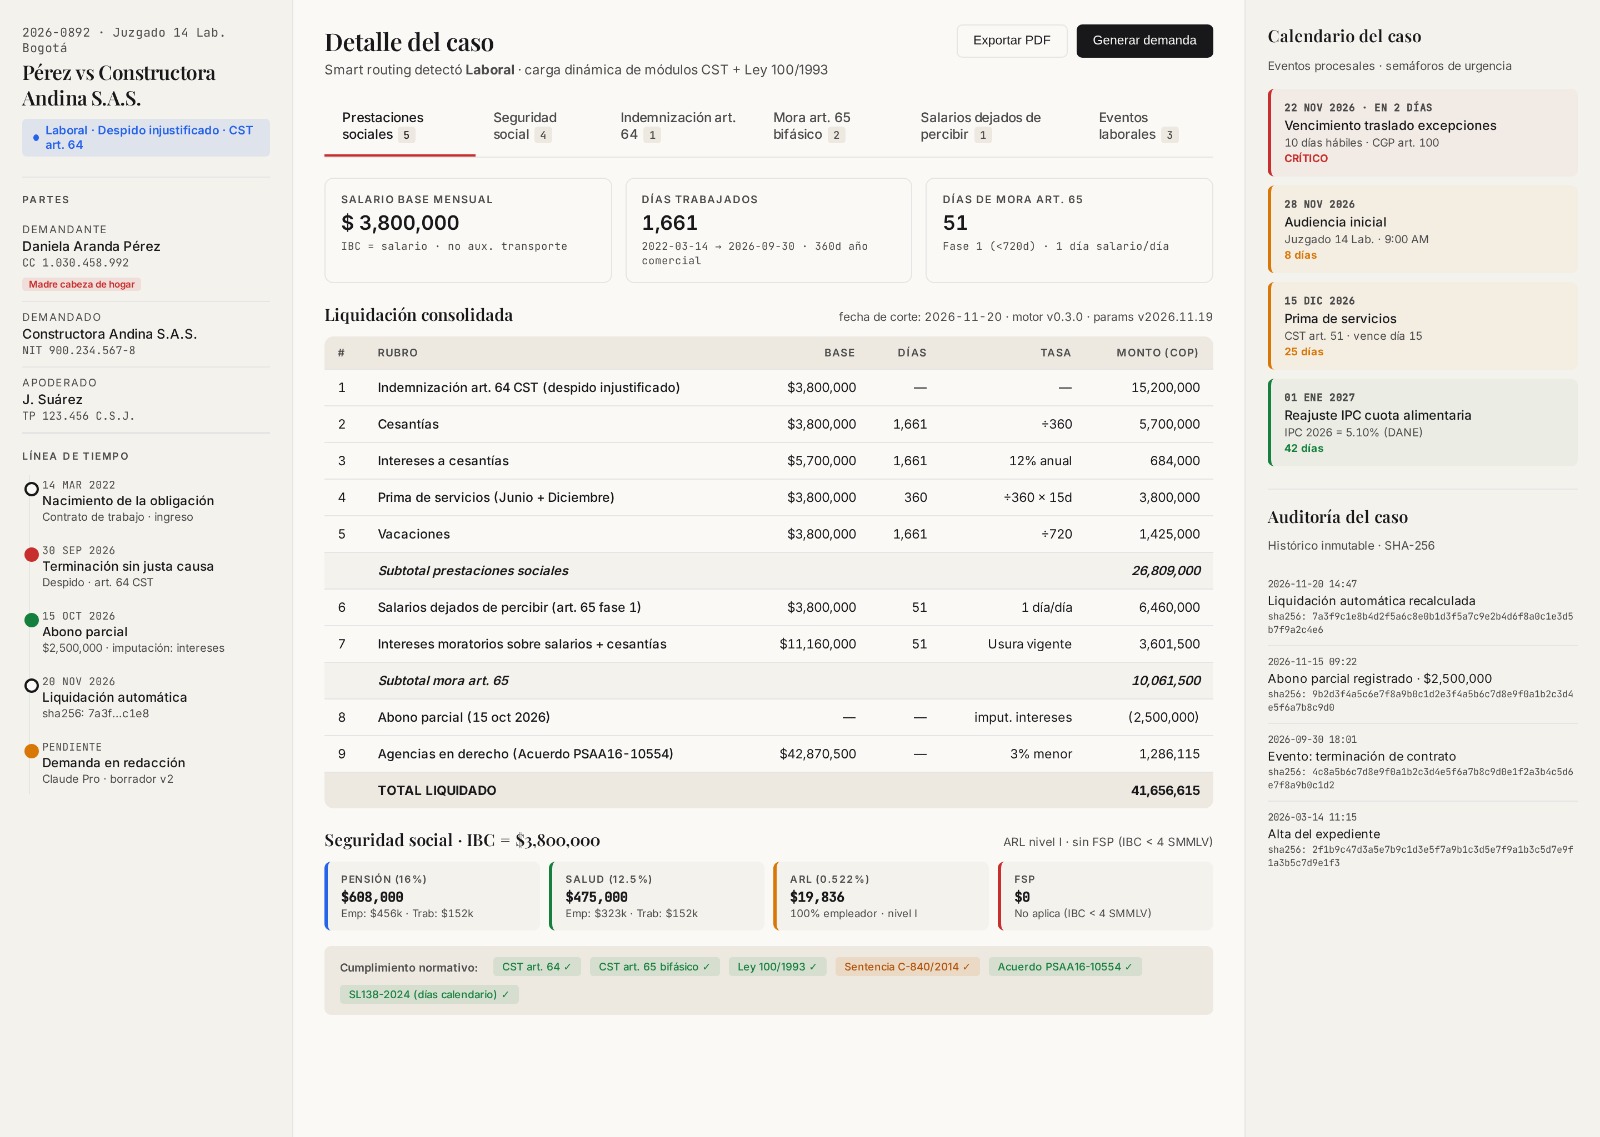 2026-0892 · Juzgado 14 Lab.
Bogotá
Pérez vs Constructora
Andina S.A.S.
Laboral · Despido injustificado · CST
art. 64
PARTES
DEMANDANTE
Daniela Aranda Pérez
CC 1.030.458.992
Madre cabeza de hogar
DEMANDADO
Constructora Andina S.A.S.
NIT 900.234.567-8
APODERADO
J. Suárez
TP 123.456 C.S.J.
LÍNEA DE TIEMPO
14 MAR 2022
Nacimiento de la obligación
Contrato de trabajo · ingreso
30 SEP 2026
Terminación sin justa causa
Despido · art. 64 CST
15 OCT 2026
Abono parcial
$2,500,000 · imputación: intereses
20 NOV 2026
Liquidación automática
sha256: 7a3f...c1e8
PENDIENTE
Demanda en redacción
Claude Pro · borrador v2
Detalle del caso
Smart routing detectó Laboral · carga dinámica de módulos CST + Ley 100/1993
Exportar PDF
Generar demanda
Prestaciones
sociales 5
Seguridad
social 4
Indemnización art.
64 1
Mora art. 65
bifásico 2
Salarios dejados de
percibir 1
Eventos
laborales 3
SALARIO BASE MENSUAL
$ 3,800,000
IBC = salario · no aux. transporte
DÍAS TRABAJADOS
1,661
2022-03-14 → 2026-09-30 · 360d año
comercial
DÍAS DE MORA ART. 65
51
Fase 1 (<720d) · 1 día salario/día
Liquidación consolidada
fecha de corte: 2026-11-20 · motor v0.3.0 · params v2026.11.19
# RUBRO BASE DÍAS TASA MONTO (COP)
1 Indemnización art. 64 CST (despido injustificado) $3,800,000 — — 15,200,000
2 Cesantías $3,800,000 1,661 ÷360 5,700,000
3 Intereses a cesantías $5,700,000 1,661 12% anual 684,000
4 Prima de servicios (Junio + Diciembre) $3,800,000 360 ÷360 × 15d 3,800,000
5 Vacaciones $3,800,000 1,661 ÷720 1,425,000
Subtotal prestaciones sociales 26,809,000
6 Salarios dejados de percibir (art. 65 fase 1) $3,800,000 51 1 día/día 6,460,000
7 Intereses moratorios sobre salarios + cesantías $11,160,000 51 Usura vigente 3,601,500
Subtotal mora art. 65 10,061,500
8 Abono parcial (15 oct 2026) — — imput. intereses (2,500,000)
9 Agencias en derecho (Acuerdo PSAA16-10554) $42,870,500 — 3% menor 1,286,115
TOTAL LIQUIDADO 41,656,615
Seguridad social · IBC = $3,800,000
ARL nivel I · sin FSP (IBC < 4 SMMLV)
PENSIÓN (16%)
$608,000
Emp: $456k · Trab: $152k
SALUD (12.5%)
$475,000
Emp: $323k · Trab: $152k
ARL (0.522%)
$19,836
100% empleador · nivel I
FSP
$0
No aplica (IBC < 4 SMMLV)
Cumplimiento normativo: CST art. 64 ✓ CST art. 65 bifásico ✓ Ley 100/1993 ✓ Sentencia C-840/2014 ✓ Acuerdo PSAA16-10554 ✓
SL138-2024 (días calendario) ✓
Calendario del caso
Eventos procesales · semáforos de urgencia
22 NOV 2026 · EN 2 DÍAS
Vencimiento traslado excepciones
10 días hábiles · CGP art. 100
CRÍTICO
28 NOV 2026
Audiencia inicial
Juzgado 14 Lab. · 9:00 AM
8 días
15 DIC 2026
Prima de servicios
CST art. 51 · vence día 15
25 días
01 ENE 2027
Reajuste IPC cuota alimentaria
IPC 2026 = 5.10% (DANE)
42 días
Auditoría del caso
Histórico inmutable · SHA-256
2026-11-20 14:47
Liquidación automática recalculada
sha256: 7a3f9c1e8b4d2f5a6c8e0b1d3f5a7c9e2b4d6f8a0c1e3d5
b7f9a2c4e6
2026-11-15 09:22
Abono parcial registrado · $2,500,000
sha256: 9b2d3f4a5c6e7f8a9b0c1d2e3f4a5b6c7d8e9f0a1b2c3d4
e5f6a7b8c9d0
2026-09-30 18:01
Evento: terminación de contrato
sha256: 4c8a5b6c7d8e9f0a1b2c3d4e5f6a7b8c9d0e1f2a3b4c5d6
e7f8a9b0c1d2
2026-03-14 11:15
Alta del expediente
sha256: 2f1b9c47d3a5e7b9c1d3e5f7a9b1c3d5e7f9a1b3c5d7e9f
1a3b5c7d9e1f3